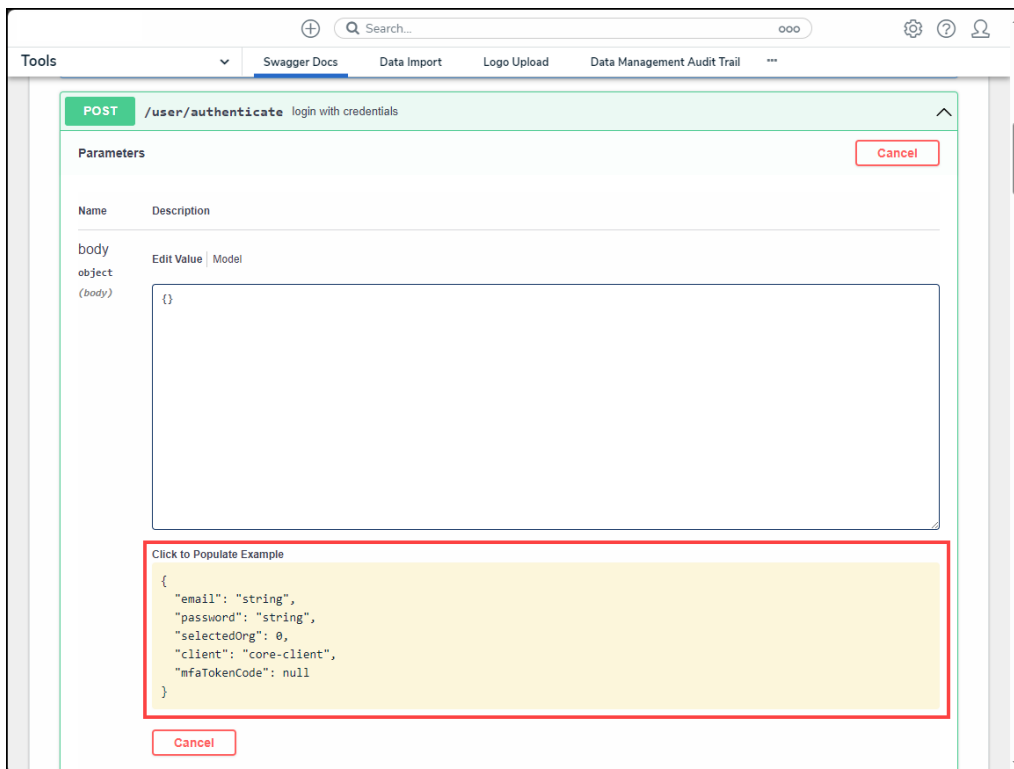 Search...
ooo
Tools
Swagger Docs
Data Import
Logo Upload
Data Management Audit Trail
POST /user/authenticate login with credentials
Parameters
Cancel
Name Description
body
object
(body)
Edit Value Model
{}
Click to Populate Example
{
"email": "string",
"password": "string",
"selectedOrg": 0,
"client": "core-client",
"mfaTokenCode": null
}
Cancel